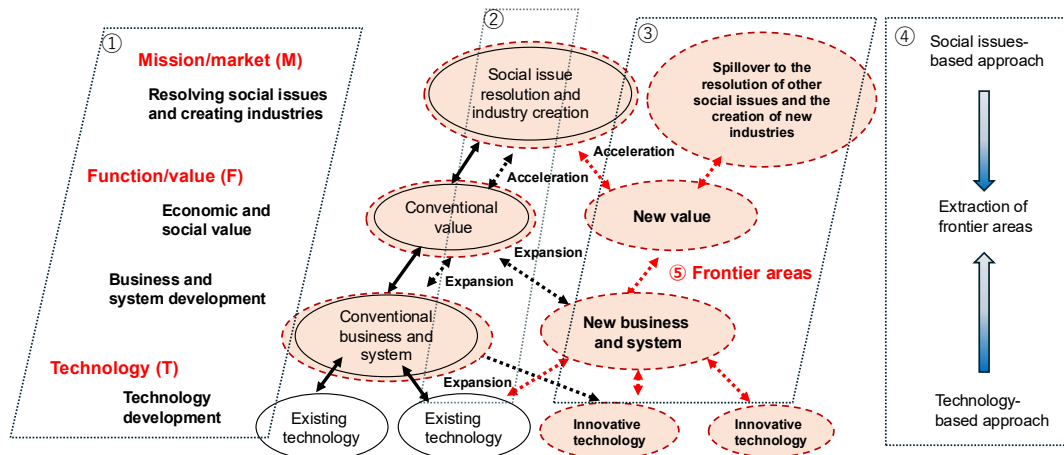 ①
Mission/market (M)
Resolving social issues
and creating industries
Function/value (F)
Economic and
social value
Business and
system development
Technology (T)
Technology
development
②
Social issue
resolution and
industry creation
Acceleration
Conventional
value
Expansion
Conventional
business and
system
Existing
technology
Existing
technology
③
Spillover to the
resolution of other
social issues and the
creation of new
industries
Acceleration
New value
Expansion
⑤ Frontier areas
New business
and system
Expansion
Innovative
technology
Innovative
technology
④
Social issues-
based approach
Extraction of
frontier areas
Technology-
based approach